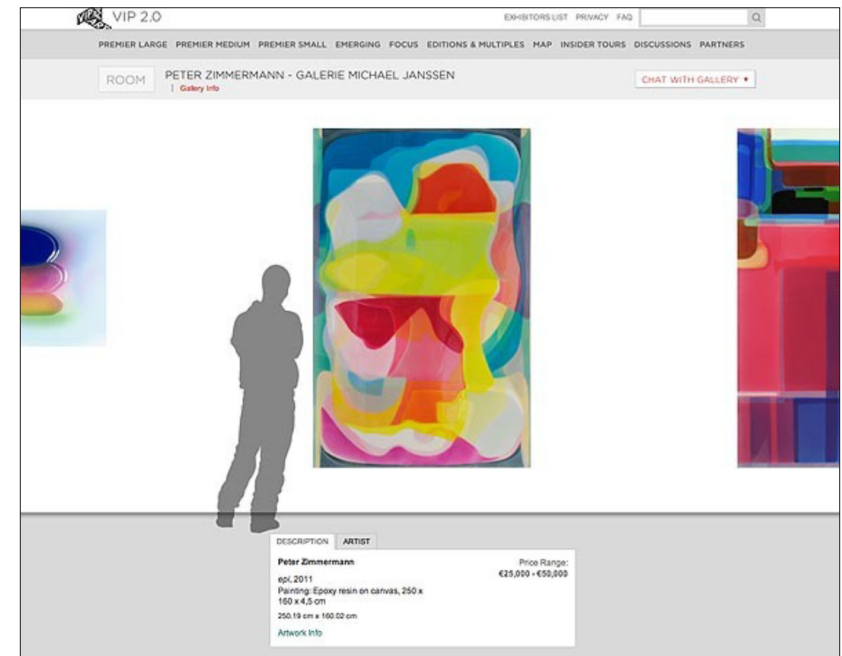 VIP 2.0
EXHIBITORS LIST PRIVACY FAQ
PREMIER LARGE PREMIER MEDIUM PREMIER SMALL EMERGING FOCUS EDITIONS & MULTIPLES MAP INSIDER TOURS DISCUSSIONS PARTNERS
ROOM
PETER ZIMMERMANN - GALERIE MICHAEL JANSSEN
| Gallery Info
CHAT WITH GALLERY
DESCRIPTION ARTIST
Peter Zimmermann
epi, 2011
Painting: Epoxy resin on canvas, 250 x
160 x 4,5 cm
250.19 cm x 160.02 cm
Artwork Info
Price Range:
€25,000 - €50,000